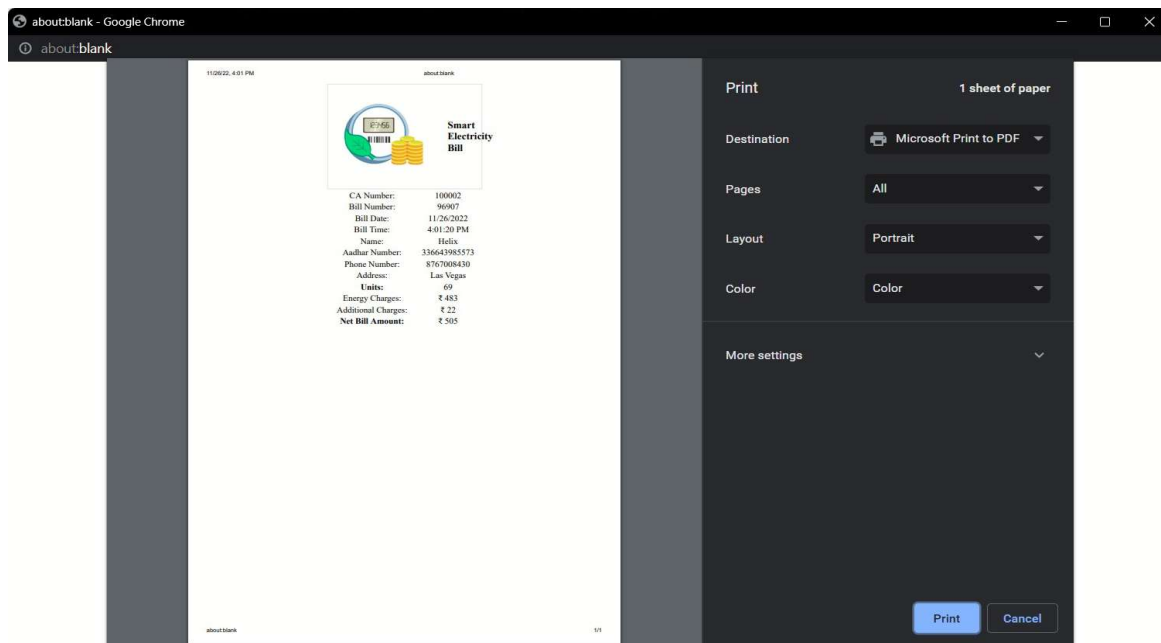 about:blank - Google Chrome
about:blank
11/26/22, 4:01 PM about:blank
Smart
Electricity
Bill
CA Number: 100002
Bill Number: 96907
Bill Date: 11/26/2022
Bill Time: 4:01:20 PM
Name: Helix
Aadhar Number: 336643985573
Phone Number: 8767008430
Address: Las Vegas
Units: 69
Energy Charges: ₹ 483
Additional Charges: ₹ 22
Net Bill Amount: ₹ 505
about:blank 1/1
Print 1 sheet of paper
Destination Microsoft Print to PDF
Pages All
Layout Portrait
Color Color
More settings
Print Cancel